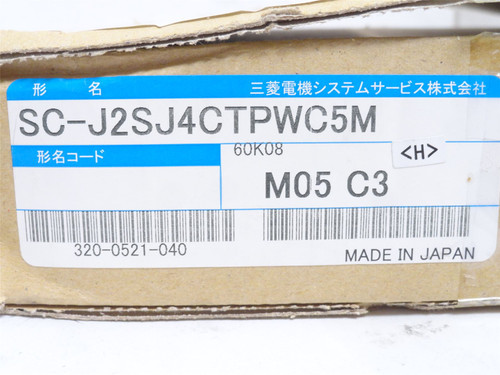 形 名 三菱電機システムサービス株式会社
SC-J2SJ4CTPWC5M
形名コード 60K08 <H>
M05 C3
320-0521-040 MADE IN JAPAN